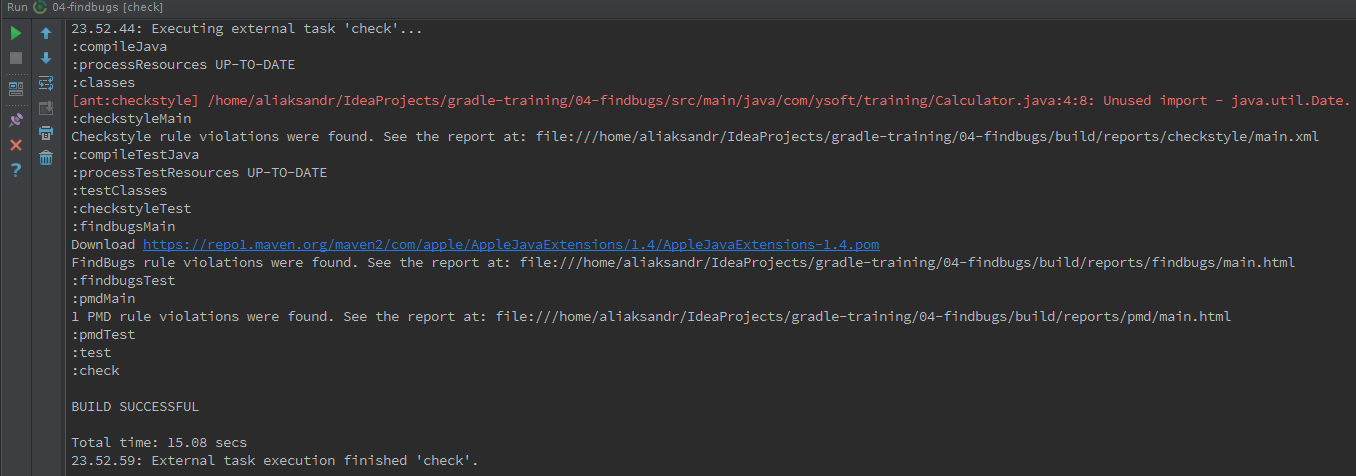 Run 04-findbugs [check]
23.52.44: Executing external task 'check'...
:compileJava
:processResources UP-TO-DATE
:classes
[ant:checkstyle] /home/aliaksandr/IdeaProjects/gradle-training/04-findbugs/src/main/java/com/ysoft/training/Calculator.java:4:8: Unused import - java.util.Date.
:checkstyleMain
Checkstyle rule violations were found. See the report at: file:///home/aliaksandr/IdeaProjects/gradle-training/04-findbugs/build/reports/checkstyle/main.xml
:compileTestJava
:processTestResources UP-TO-DATE
:testClasses
:checkstyleTest
:findbugsMain
Download https://repo1.maven.org/maven2/com/apple/AppleJavaExtensions/1.4/AppleJavaExtensions-1.4.pom
FindBugs rule violations were found. See the report at: file:///home/aliaksandr/IdeaProjects/gradle-training/04-findbugs/build/reports/findbugs/main.html
:findbugsTest
:pmdMain
1 PMD rule violations were found. See the report at: file:///home/aliaksandr/IdeaProjects/gradle-training/04-findbugs/build/reports/pmd/main.html
:pmdTest
:test
:check
BUILD SUCCESSFUL
Total time: 15.08 secs
23.52.59: External task execution finished 'check'.